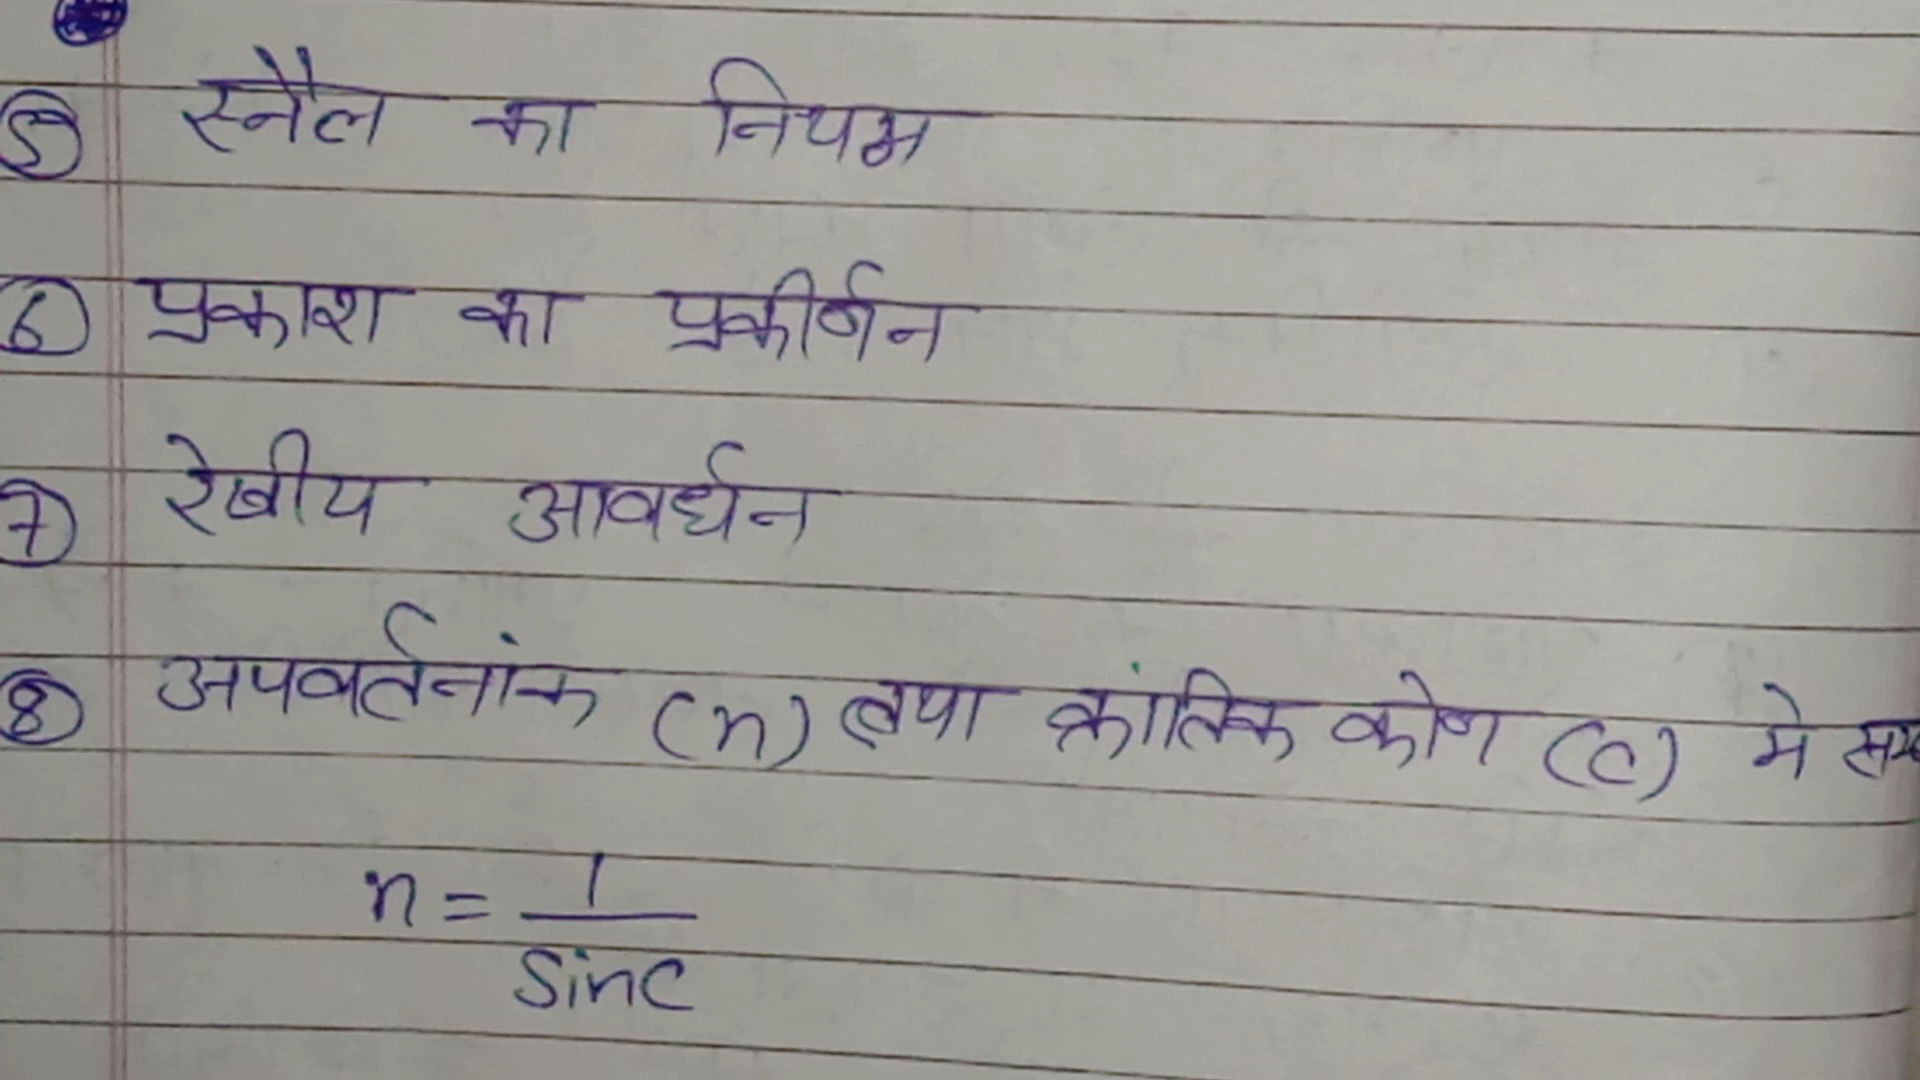 ⑤ स्नैल का नियम
⑥ प्रकाश का प्रकीर्णन
⑦ रेखीय आवर्धन
⑧ अपवर्तनांक (n) तथा क्रांतिक कोण (c) मे
n = 1
sinc